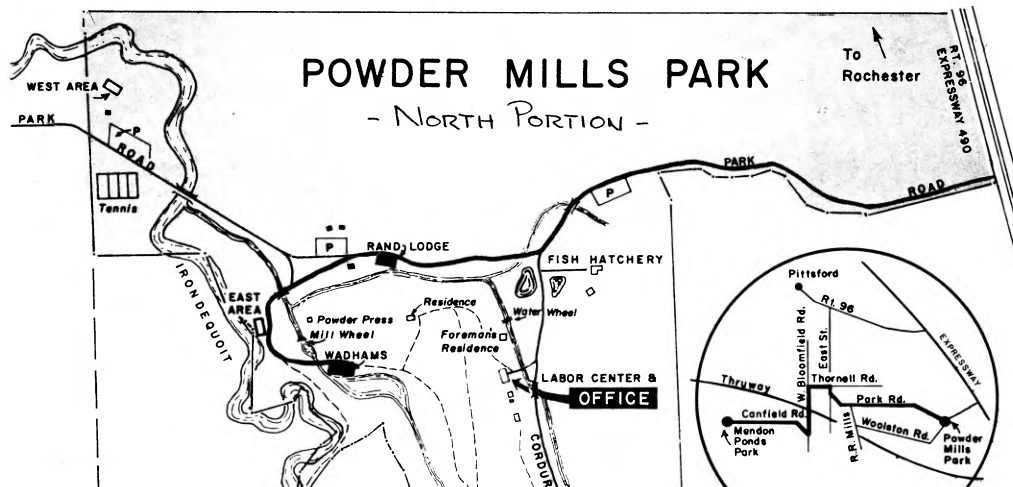 POWDER MILLS PARK
- NORTH PORTION -
To
Rochester
RT. 96
EXPRESSWAY 490
WEST AREA
PARK
P
ROAD
Tennis
P
RAND LODGE
P
PARK
ROAD
FISH HATCHERY
IRONDEQUOIT
EAST
AREA
Powder Press
Mill Wheel
Residence
Water Wheel
Foreman's
Residence
WADHAMS
LABOR CENTER &
OFFICE
CORDUR
Pittsford
Rt. 96
W. Bloomfield Rd.
East St.
EXPRESSWAY
Thruway
Thornell Rd.
Park Rd.
Canfield Rd.
Woolston Rd.
R.R. Mills
Mendon
Ponds
Park
Powder
Mills
Park